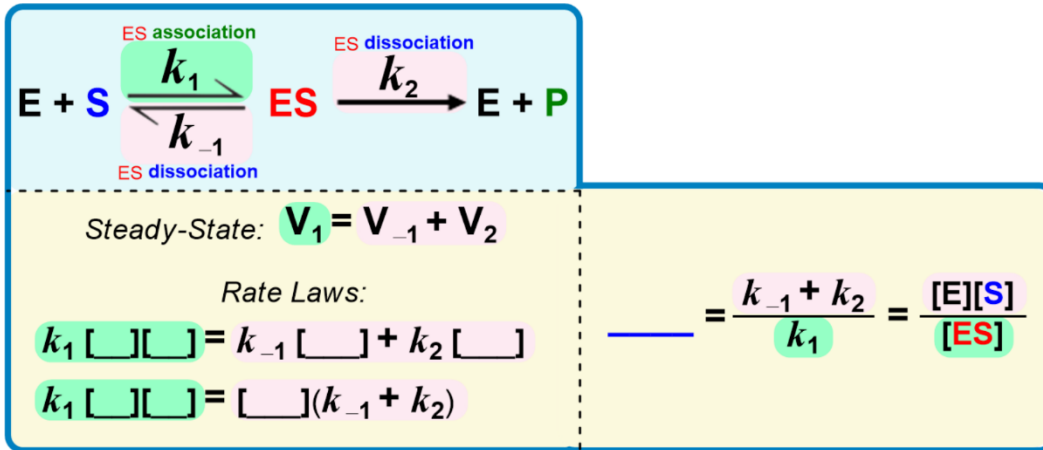 ES association
ES dissociation
k₁
k₂
E + S ⇌ ES → E + P
k₋₁
ES dissociation
Steady-State: V₁ = V₋₁ + V₂
Rate Laws:
k₁ [__][__] = k₋₁ [___] + k₂ [___]
k₁ [__][__] = [___](k₋₁ + k₂)
____ = k₋₁ + k₂ / k₁ = [E][S] / [ES]